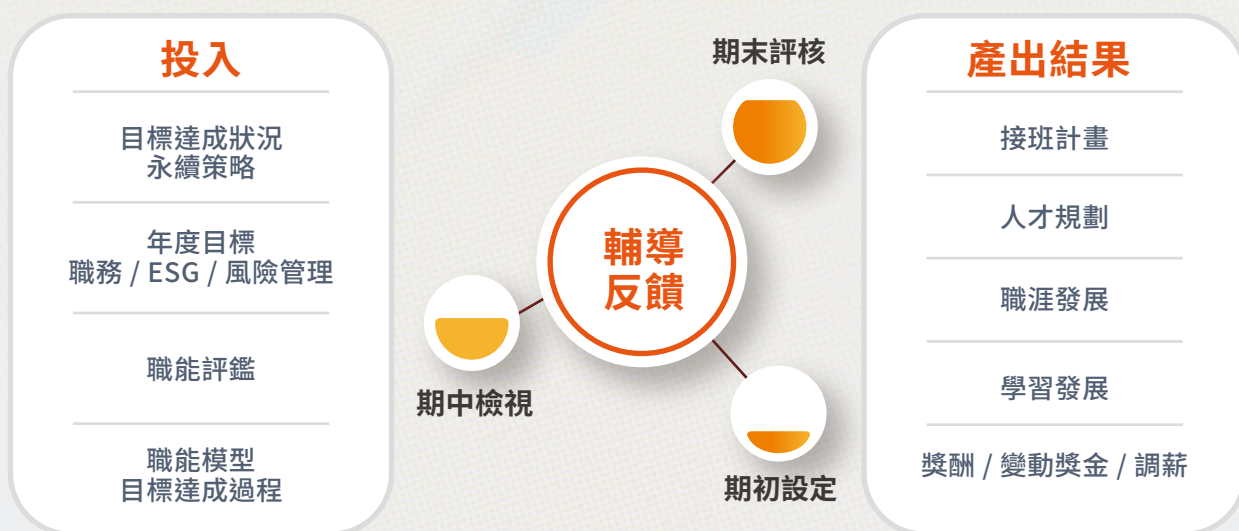 投入
目標達成狀況
永續策略
年度目標
職務 / ESG / 風險管理
職能評鑑
職能模型
目標達成過程
期末評核
輔導
反饋
期中檢視
期初設定
產出結果
接班計畫
人才規劃
職涯發展
學習發展
獎酬 / 變動獎金 / 調薪